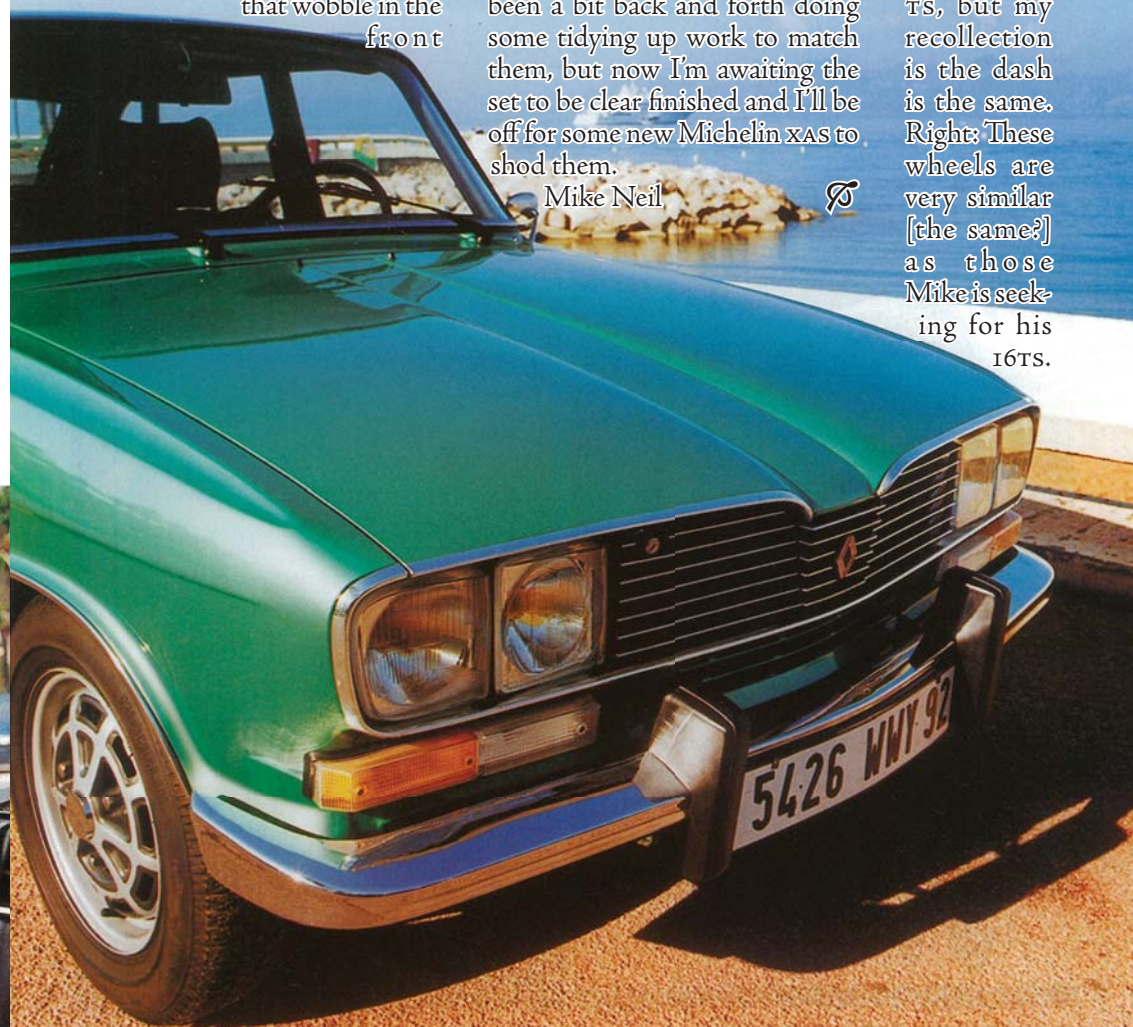 that wobble in the
front
been a bit back and forth doing
some tidying up work to match
them, but now I'm awaiting the
set to be clear finished and I'll be
off for some new Michelin XAS to
shod them.
Mike Neil
TS, but my
recollection
is the dash
is the same.
Right: These
wheels are
very similar
[the same?]
as those
Mike is seek-
ing for his
16TS.
5426 WWY 92